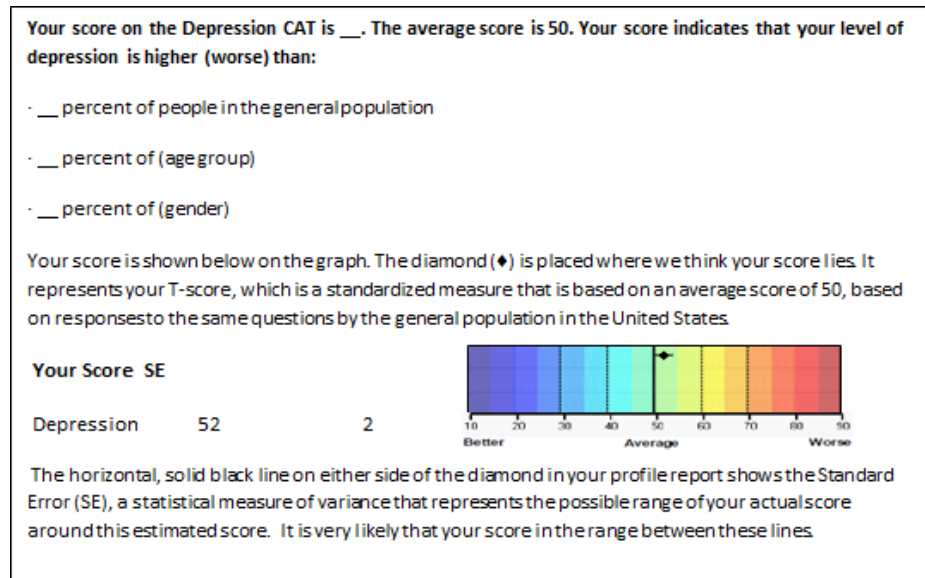 Your score on the Depression CAT is __. The average score is 50. Your score indicates that your level of
depression is higher (worse) than:
· __ percent of people in the general population
· __ percent of (age group)
· __ percent of (gender)
Your score is shown below on the graph. The diamond (♦) is placed where we think your score lies. It
represents your T-score, which is a standardized measure that is based on an average score of 50, based
on responses to the same questions by the general population in the United States.
Your Score SE
Depression 52 2
10 20 30 40 50 60 70 80 90
Better Average Worse
The horizontal, solid black line on either side of the diamond in your profile report shows the Standard
Error (SE), a statistical measure of variance that represents the possible range of your actual score
around this estimated score. It is very likely that your score in the range between these lines.